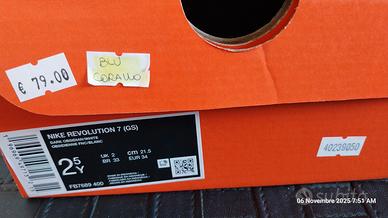 € 79.00
BLU
CORALLO
NIKE REVOLUTION 7 (GS)
DARK OBSIDIAN/WHITE
OBSIDIENNE FNC/BLANC
2.5Y
UK 2
cm 21.5
BR 33
EUR 34
FB7689 400
40239050
subito
06 Novembre 2025-7:51 AM